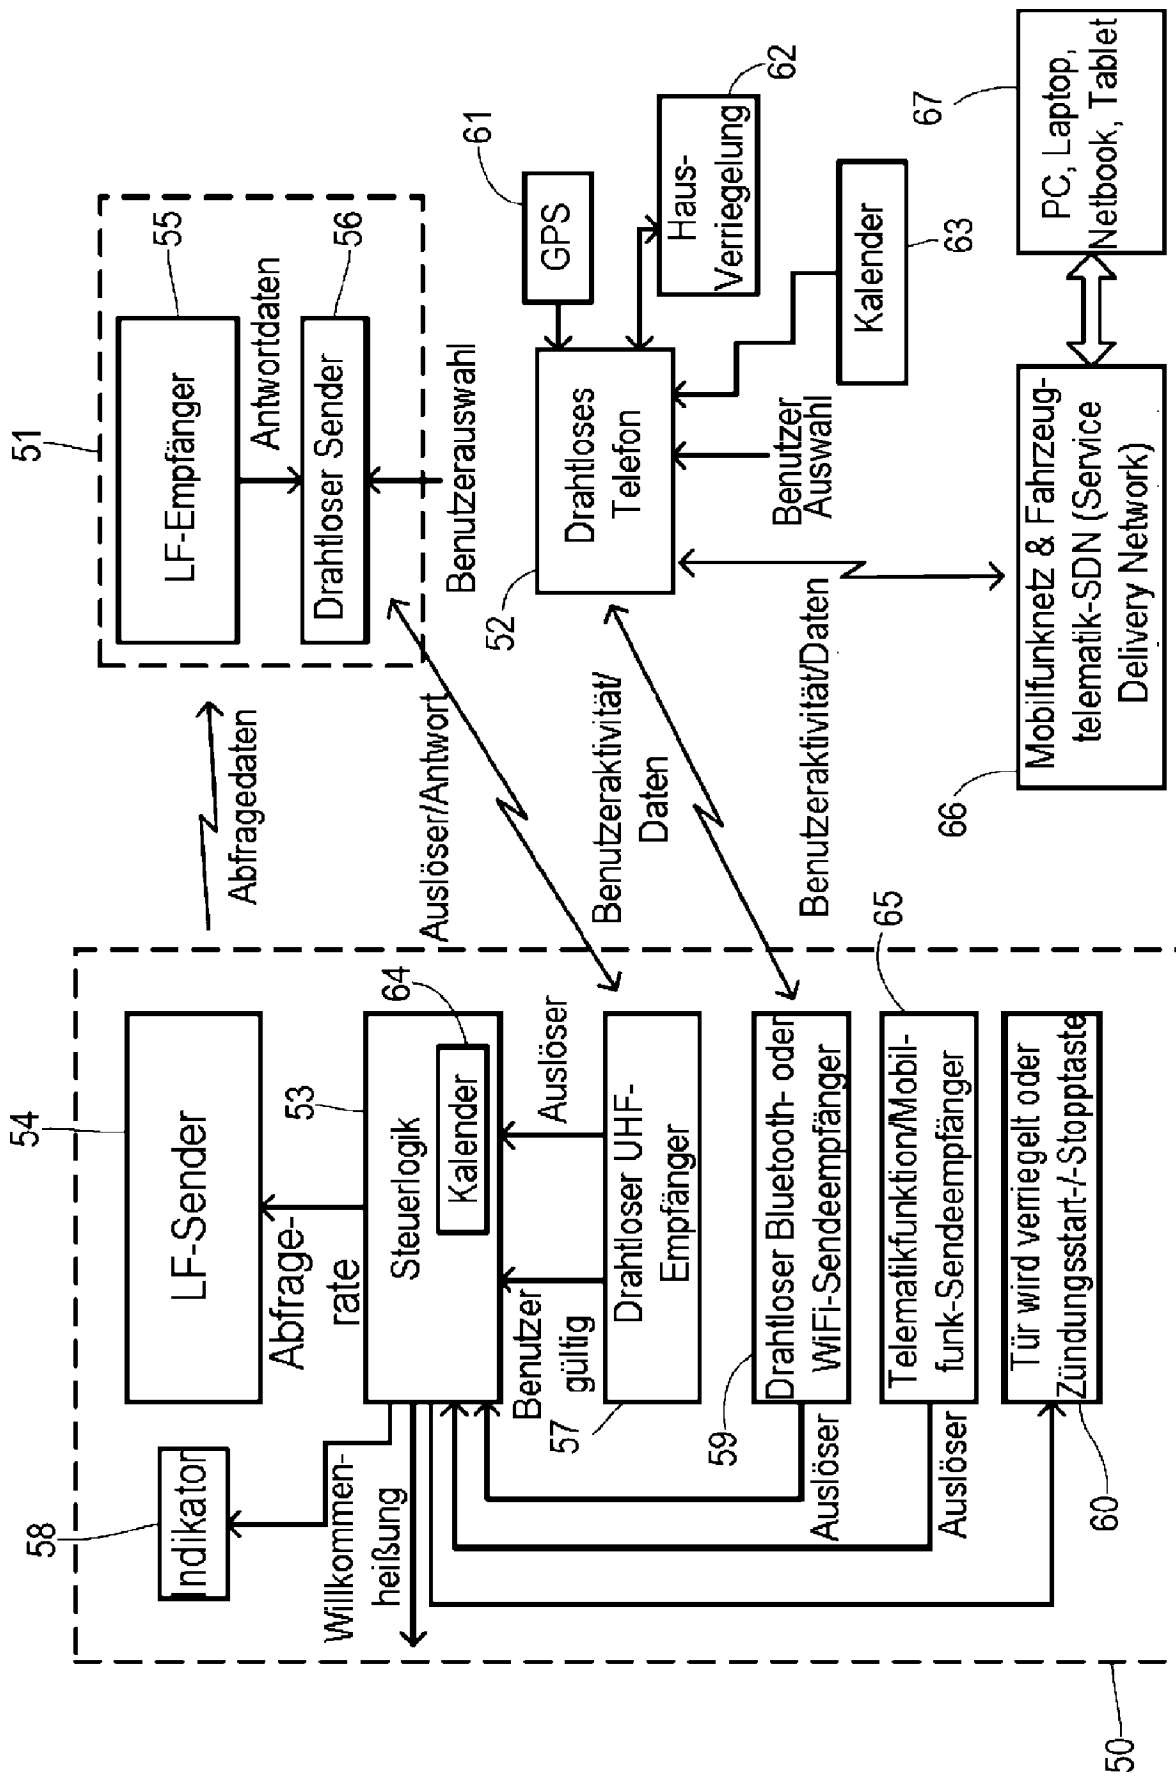 54
LF-Sender
58
Indikator
Abfrage-
rate
53
Steuerlogik
64
Kalender
Willkommen-
heißung
Benutzer
gültig
Auslöser
57
Drahtloser UHF-
Empfänger
59
Drahtloser Bluetooth- oder
WiFi-Sendeempfänger
Auslöser
65
Telematikfunktion/Mobil-
funk-Sendeempfänger
Auslöser
60
Tür wird verriegelt oder
Zündungsstart-/-Stopptaste
50
Abfragedaten
51
55
LF-Empfänger
Antwortdaten
56
Drahtloser Sender
Benutzerauswahl
Auslöser/Antwort
61
GPS
62
Haus-
Verriegelung
52
Drahtloses
Telefon
Benutzer
Auswahl
Kalender
63
Benutzeraktivität/
Daten
Benutzeraktivität/Daten
66
Mobilfunknetz & Fahrzeug-
telematik-SDN (Service
Delivery Network)
67
PC, Laptop,
Netbook, Tablet